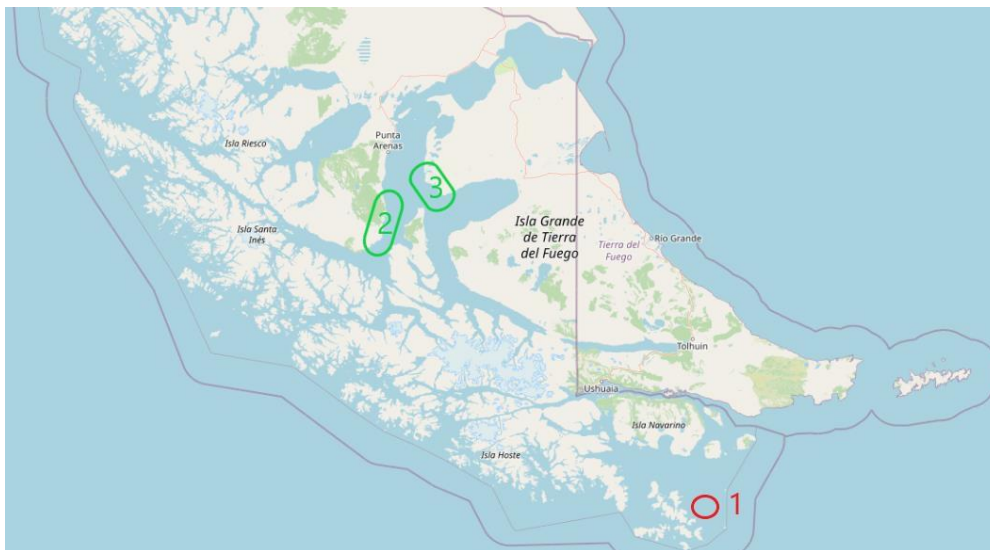 Punta
Arenas
Isla Riesco
3
2
Isla Santa
Inés
Isla Grande
de Tierra
del Fuego
Tierra del
Fuego
Río Grande
Tolhuin
Ushuaia
Isla Navarino
Isla Hoste
1